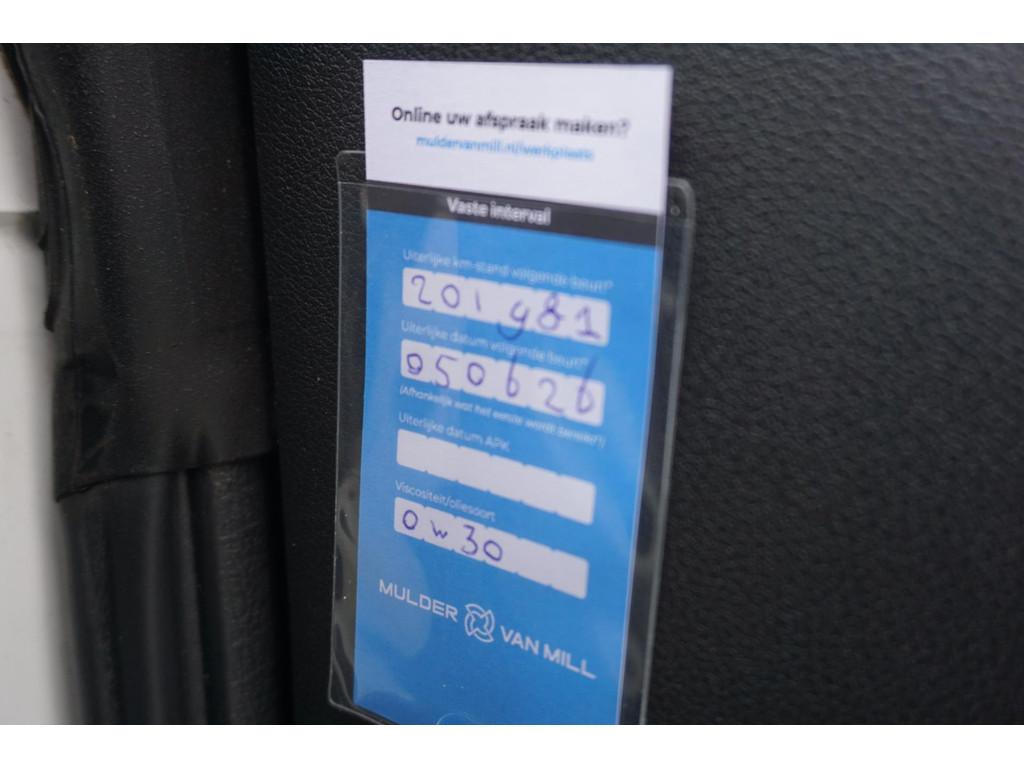 Online uw afspraak maken?
muldervanmill.nl/werkplaats
Vaste interval
Uiterlijke km-stand volgende beurt?*
201981
Uiterlijke datum volgende beurt?*
050626
(Afhankelijk wat het eerste wordt bereikt*)
Uiterlijke datum APK
Viscositeit/oliesoort
0w30
MULDER VAN MILL